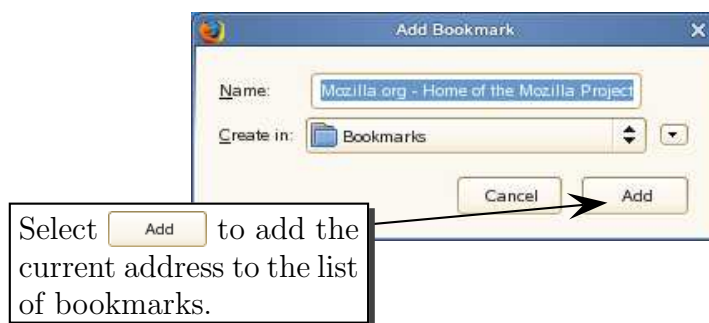 Add Bookmark
Name: Mozilla org - Home of the Mozilla Project
Create in: Bookmarks
Cancel Add
Select Add to add the
current address to the list
of bookmarks.